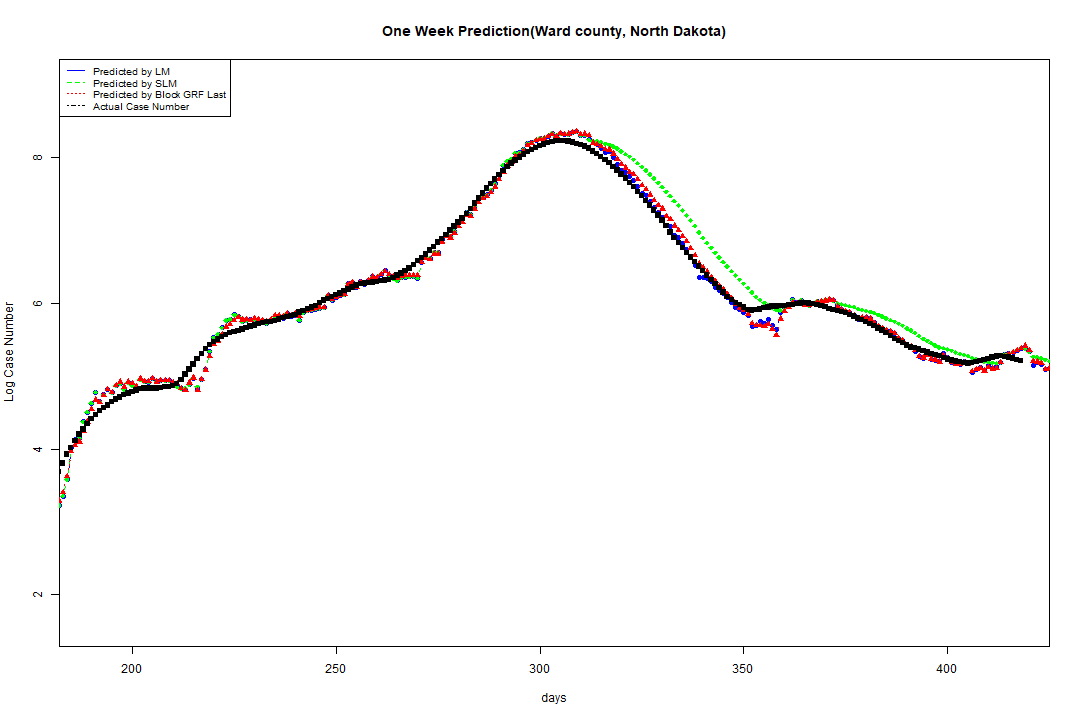 One Week Prediction(Ward county, North Dakota)
Predicted by LM
Predicted by SLM
Predicted by Block GRF Last
Actual Case Number
Log Case Number
8
6
4
2
200 250 300 350 400
days